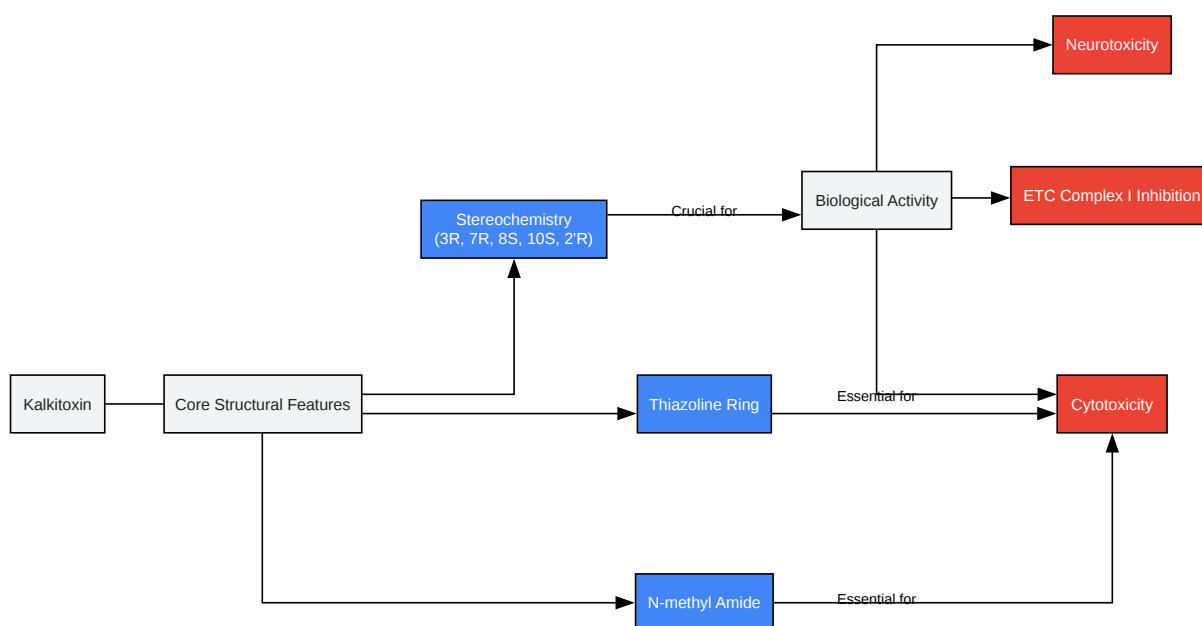 Neurotoxicity
ETC Complex I Inhibition
Biological Activity
Crucial for
Stereochemistry
(3R, 7R, 8S, 10S, 2'R)
Kalkitoxin
Core Structural Features
Thiazoline Ring
Essential for
Cytotoxicity
N-methyl Amide
Essential for